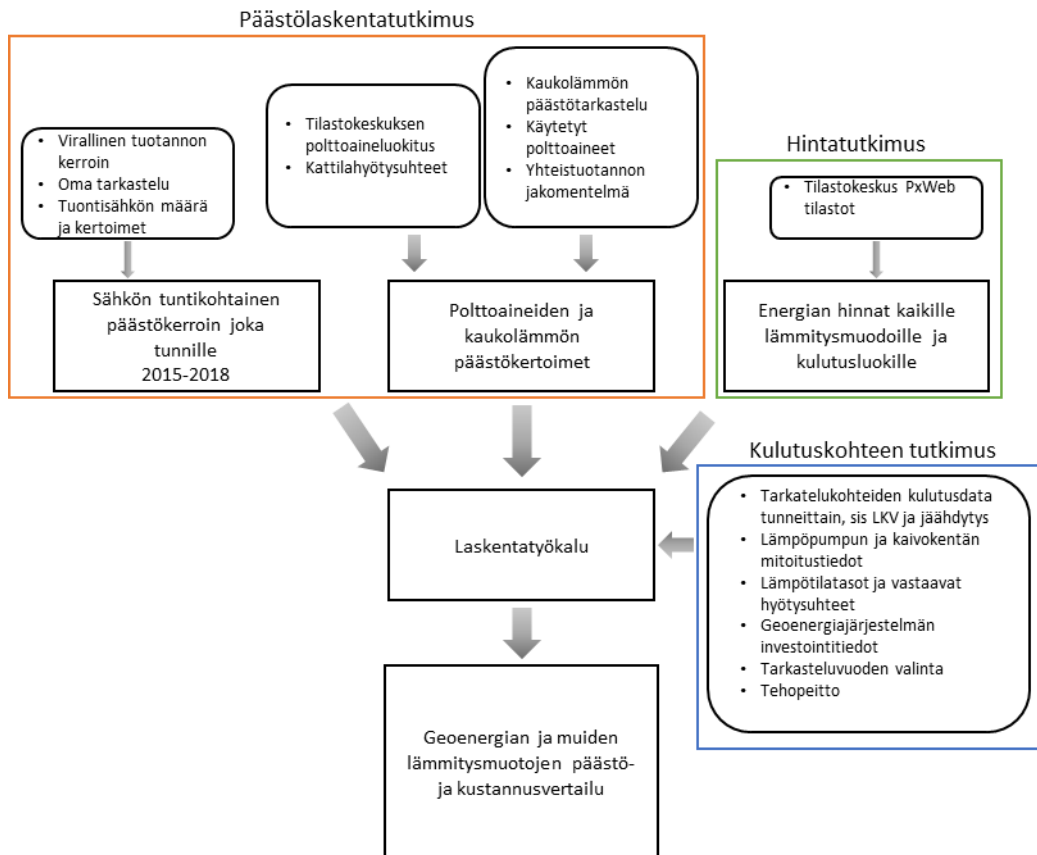 Päästölaskentatutkimus
• Virallinen tuotannon
kerroin
• Oma tarkastelu
• Tuontisähkön määrä
ja kertoimet
• Tilastokeskuksen
polttoaineluokitus
• Kattilahyötysuhteet
• Kaukolämmön
päästötarkastelu
• Käytetyt
polttoaineet
• Yhteistuotannon
jakomentelmä
Sähkön tuntikohtainen
päästökerroin joka
tunnille
2015-2018
Polttoaineiden ja
kaukolämmön
päästökertoimet
Hintatutkimus
• Tilastokeskus PxWeb
tilastot
Energian hinnat kaikille
lämmitysmuodoille ja
kulutusluokille
Kulutuskohteen tutkimus
• Tarkatelukohteiden kulutusdata
tunneittain, sis LKV ja jäähdytys
• Lämpöpumpun ja kaivokentän
mitoitustiedot
• Lämpötilatasot ja vastaavat
hyötysuhteet
• Geoenergiajärjestelmän
investointitiedot
• Tarkasteluvuoden valinta
• Tehopeitto
Laskentatyökalu
Geoenergian ja muiden
lämmitysmuotojen päästö-
ja kustannusvertailu